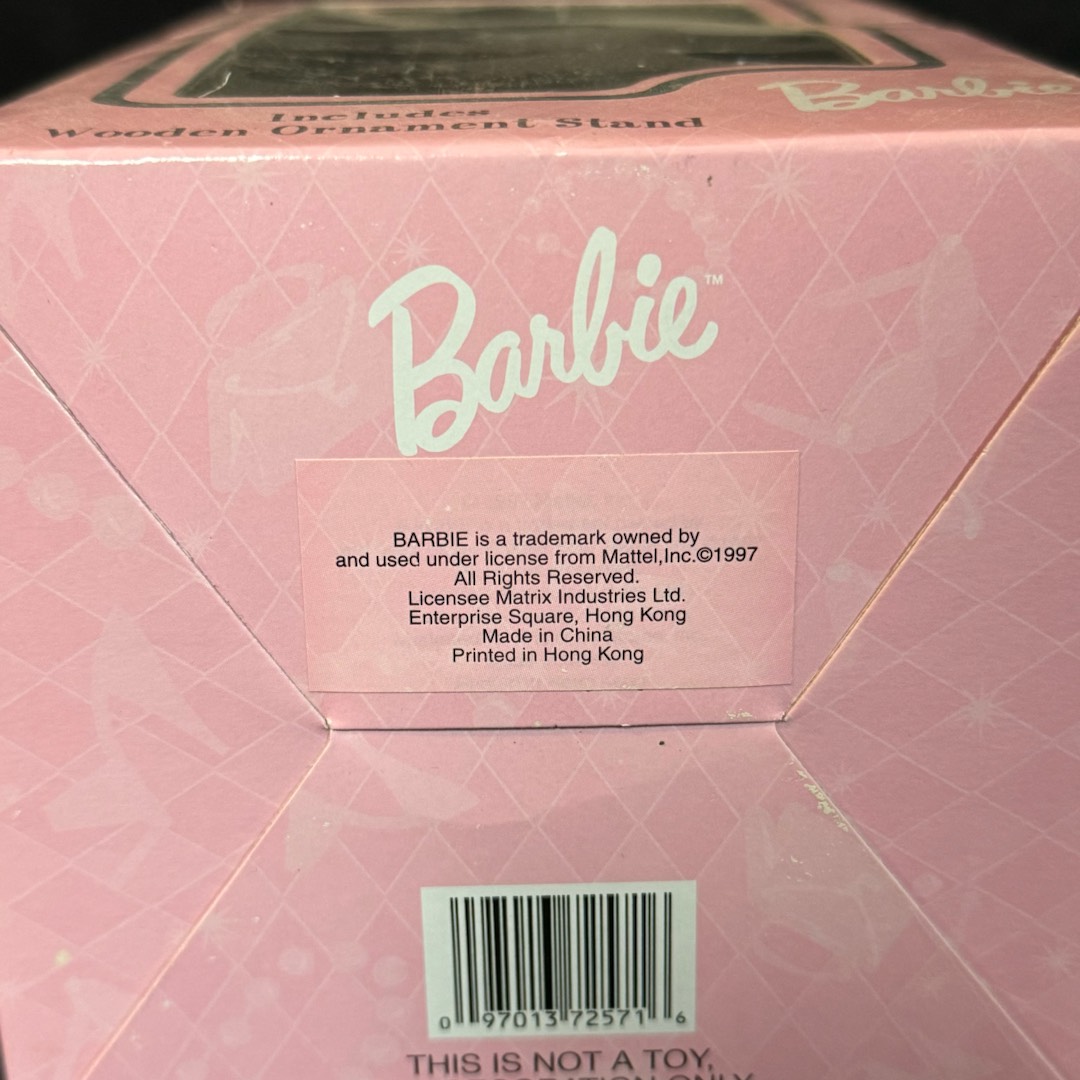 Includes
Wooden Ornament Stand
Barbie
Barbie™
BARBIE is a trademark owned by
and used under license from Mattel,Inc.©1997
All Rights Reserved.
Licensee Matrix Industries Ltd.
Enterprise Square, Hong Kong
Made in China
Printed in Hong Kong
0 97013 72571 6
THIS IS NOT A TOY,